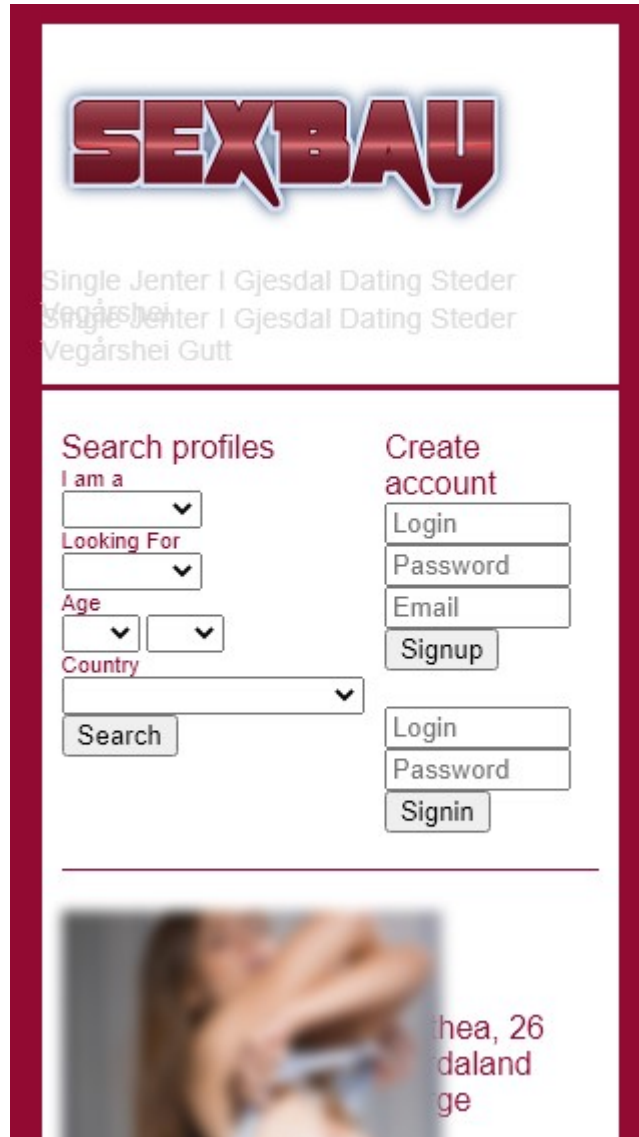 SEXBAY
Single Jenter I Gjesdal Dating Steder
Vegårshei
Single Jenter I Gjesdal Dating Steder
Vegårshei Gutt
Search profiles
I am a
Looking For
Age
Country
Search
Create
account
Login
Password
Email
Signup
Login
Password
Signin
hea, 26
daland
ge